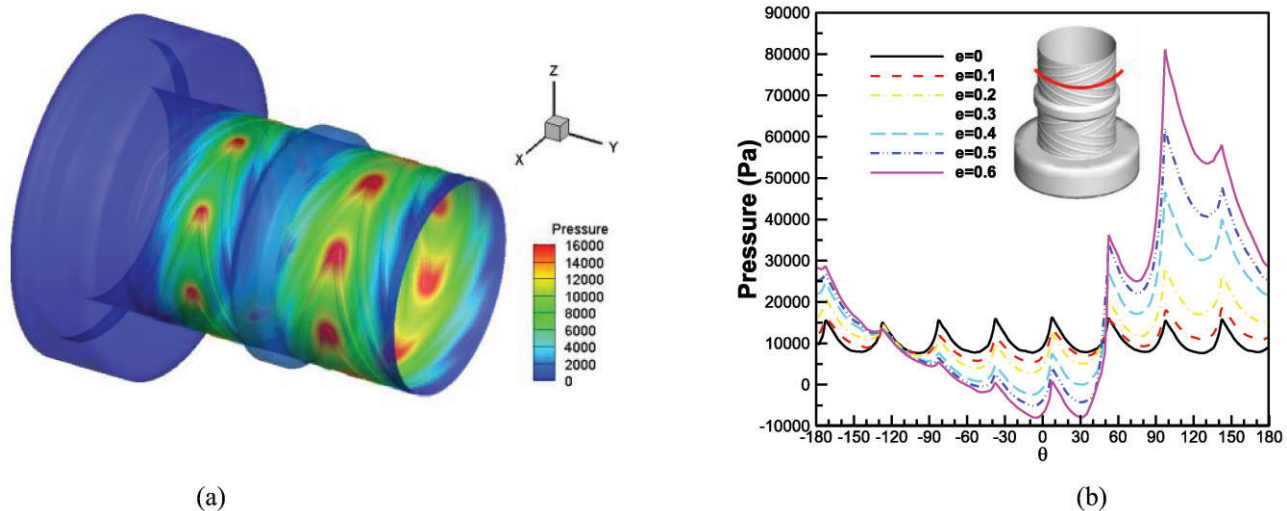 Z
X
Y
Pressure
16000
14000
12000
10000
8000
6000
4000
2000
0
(a)
Pressure (Pa)
90000
80000
70000
60000
50000
40000
30000
20000
10000
0
-10000
e=0
e=0.1
e=0.2
e=0.3
e=0.4
e=0.5
e=0.6
-180 -150 -120 -90 -60 -30 0 30 60 90 120 150 180
θ
(b)